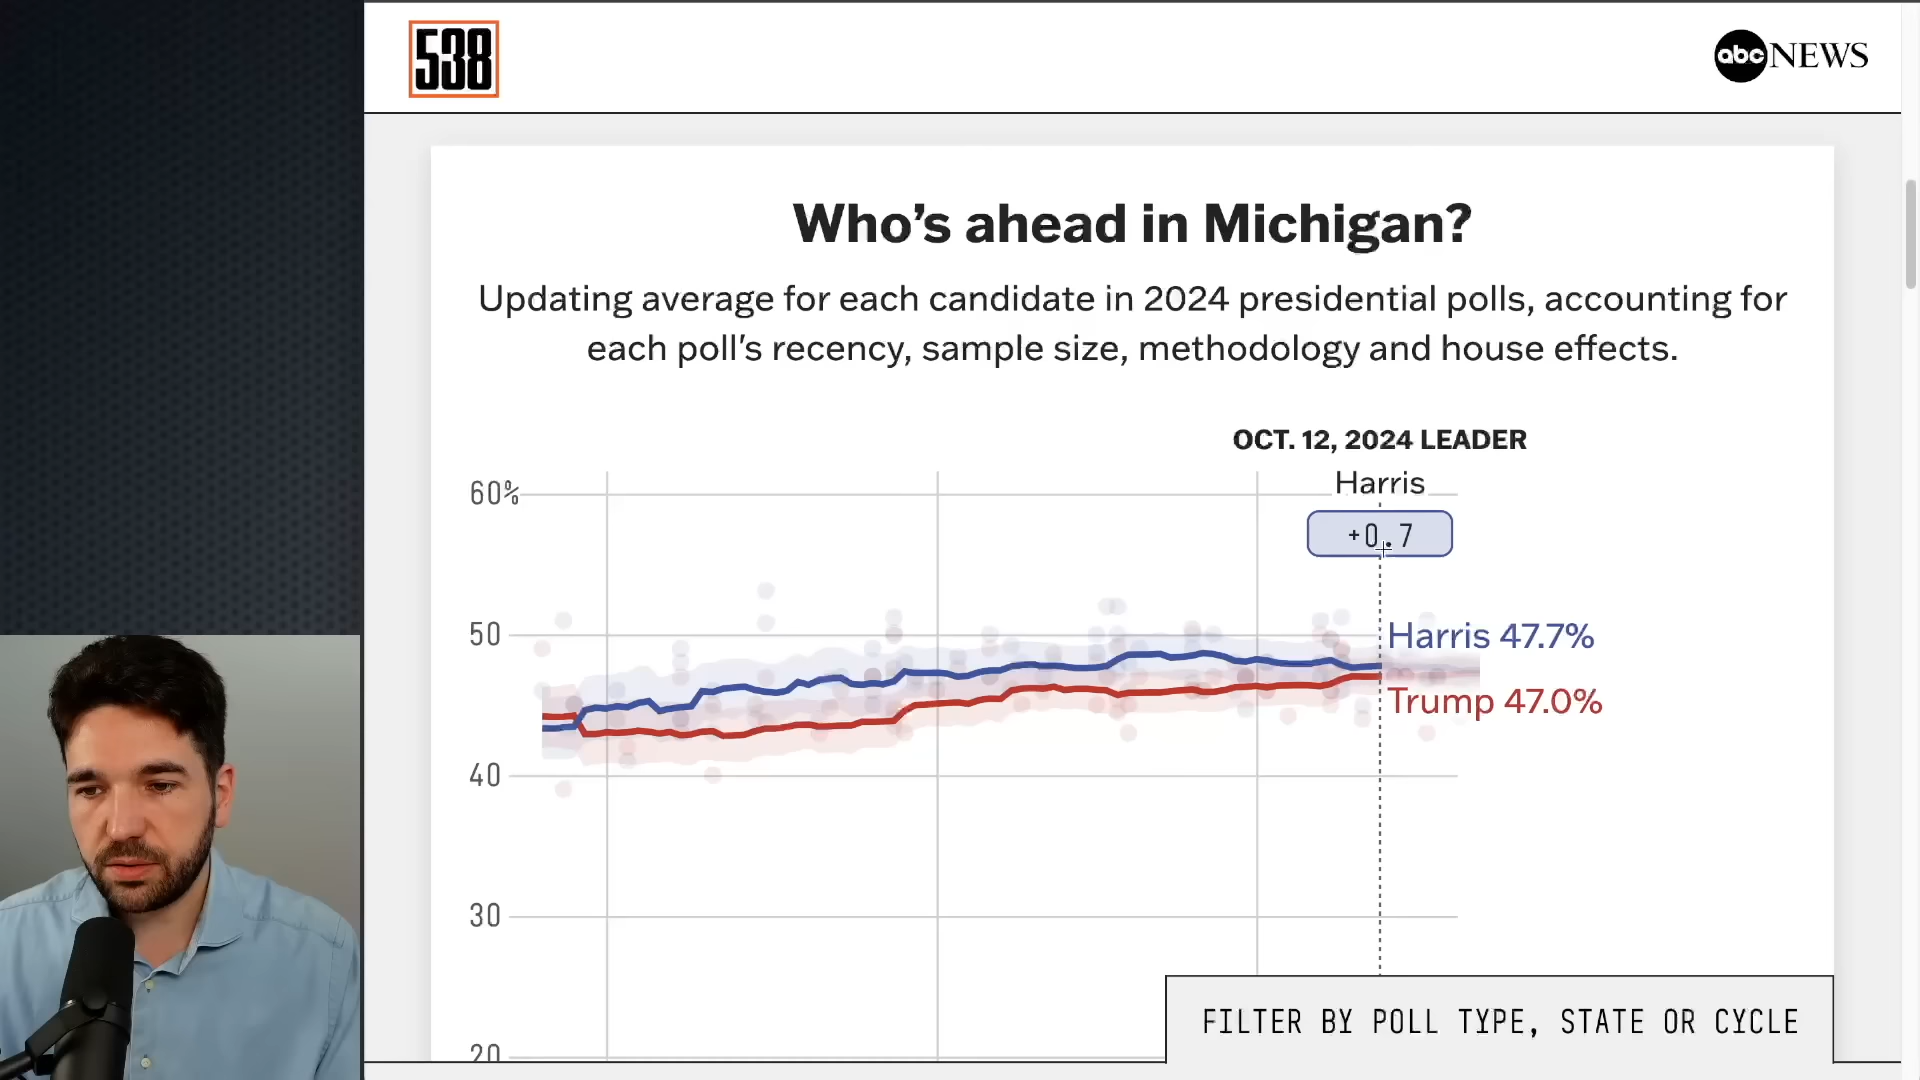 538
abc NEWS
Who's ahead in Michigan?
Updating average for each candidate in 2024 presidential polls, accounting for
each poll's recency, sample size, methodology and house effects.
OCT. 12, 2024 LEADER
Harris
+0.7
60%
50
40
30
20
Harris 47.7%
Trump 47.0%
FILTER BY POLL TYPE, STATE OR CYCLE